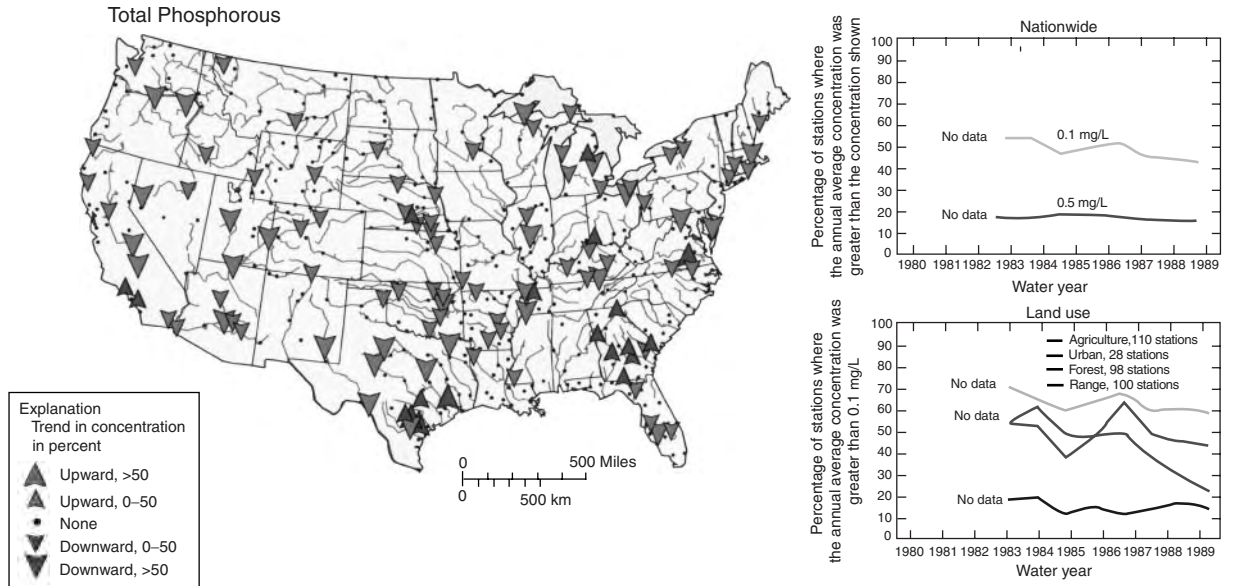 Total Phosphorous
Explanation
Trend in concentration
in percent
Upward, >50
Upward, 0–50
None
Downward, 0–50
Downward, >50
0 500 Miles
0 500 km
Nationwide
Percentage of stations where
the annual average concentration was
greater than the concentration shown
100
90
80
70
60
50
40
30
20
10
0
No data
0.1 mg/L
No data
0.5 mg/L
1980 1981 1982 1983 1984 1985 1986 1987 1988 1989
Water year
Land use
Percentage of stations where
the annual average concentration was
greater than 0.1 mg/L
100
90
80
70
60
50
40
30
20
10
0
Agriculture,110 stations
Urban, 28 stations
Forest, 98 stations
Range, 100 stations
No data
No data
No data
1980 1981 1982 1983 1984 1985 1986 1987 1988 1989
Water year